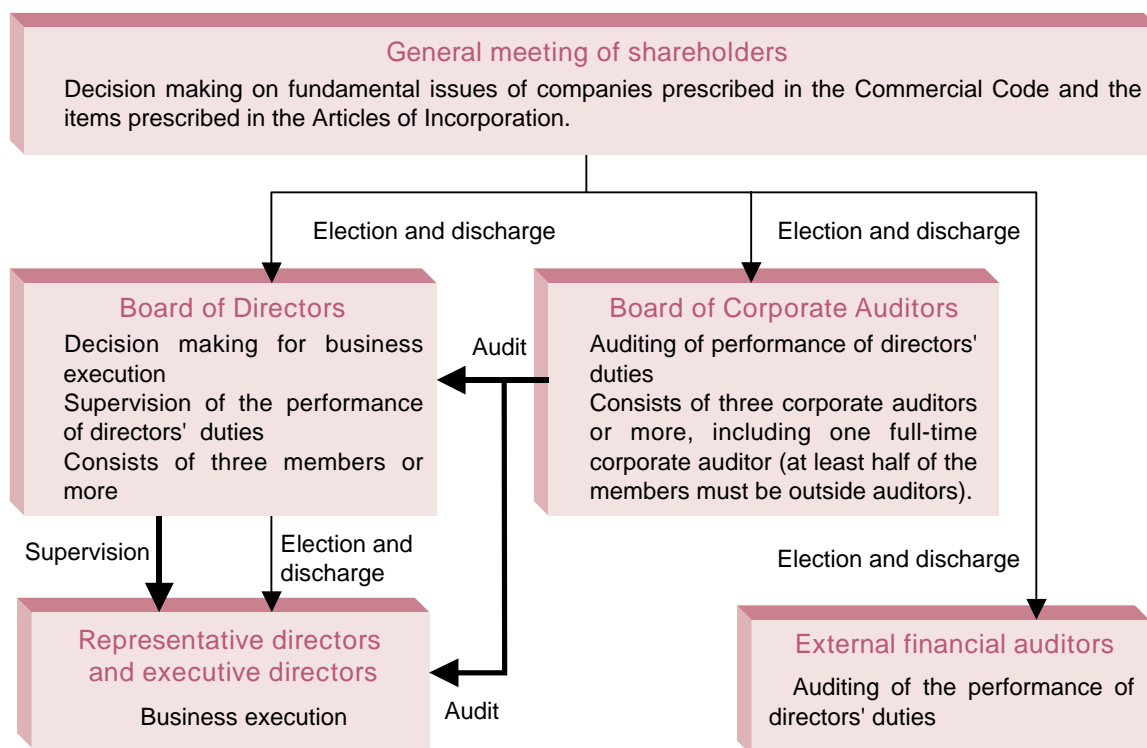 General meeting of shareholders
Decision making on fundamental issues of companies prescribed in the Commercial Code and the
items prescribed in the Articles of Incorporation.
Election and discharge
Election and discharge
Board of Directors
Decision making for business
execution
Supervision of the performance
of directors' duties
Consists of three members or
more
Audit
Board of Corporate Auditors
Auditing of performance of directors'
duties
Consists of three corporate auditors
or more, including one full-time
corporate auditor (at least half of the
members must be outside auditors).
Supervision
Election and
discharge
Election and discharge
Representative directors
and executive directors
Business execution
Audit
External financial auditors
Auditing of the performance of
directors' duties